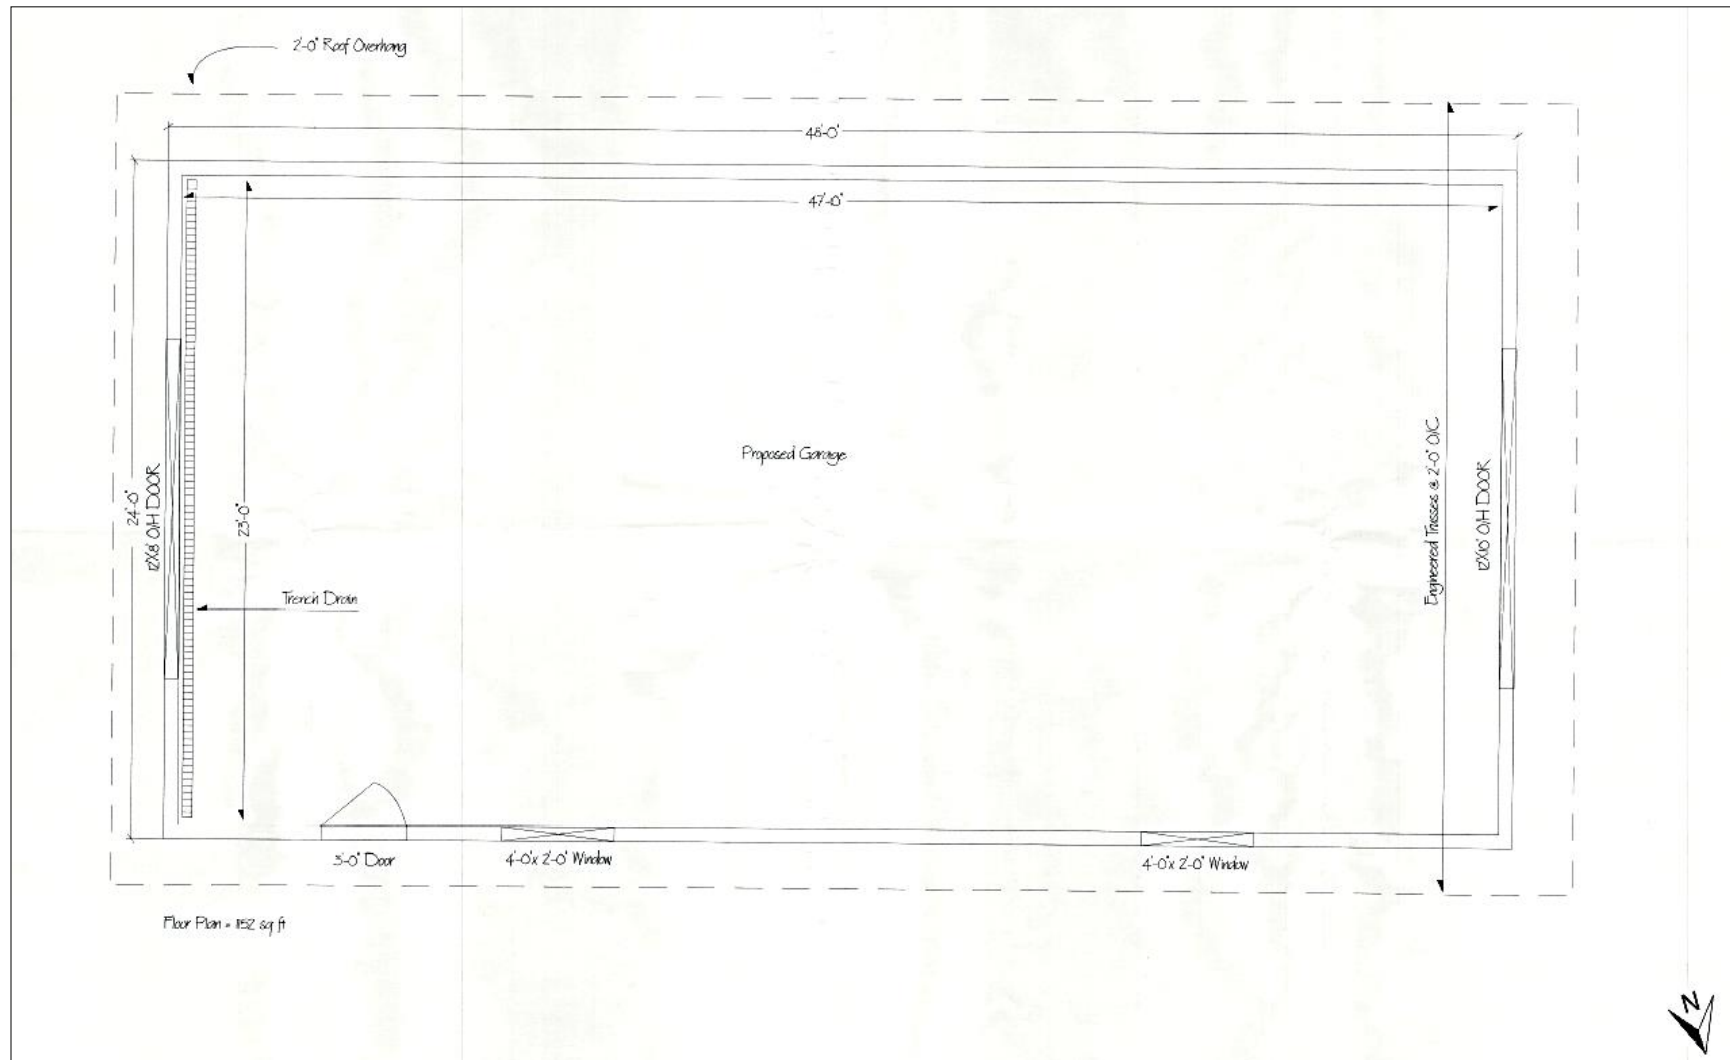 2'-0" Roof Overhang
48'-0"
47'-0"
24'-0"
12'X8' O/H DOOR
23'-0"
Proposed Garage
Engineered Trusses @ 2'-0" O/C
12'X10' O/H DOOR
Trench Drain
3'-0" Door
4'-0"x 2'-0" Window
4'-0"x 2'-0" Window
Floor Plan = 1152 sq ft
N